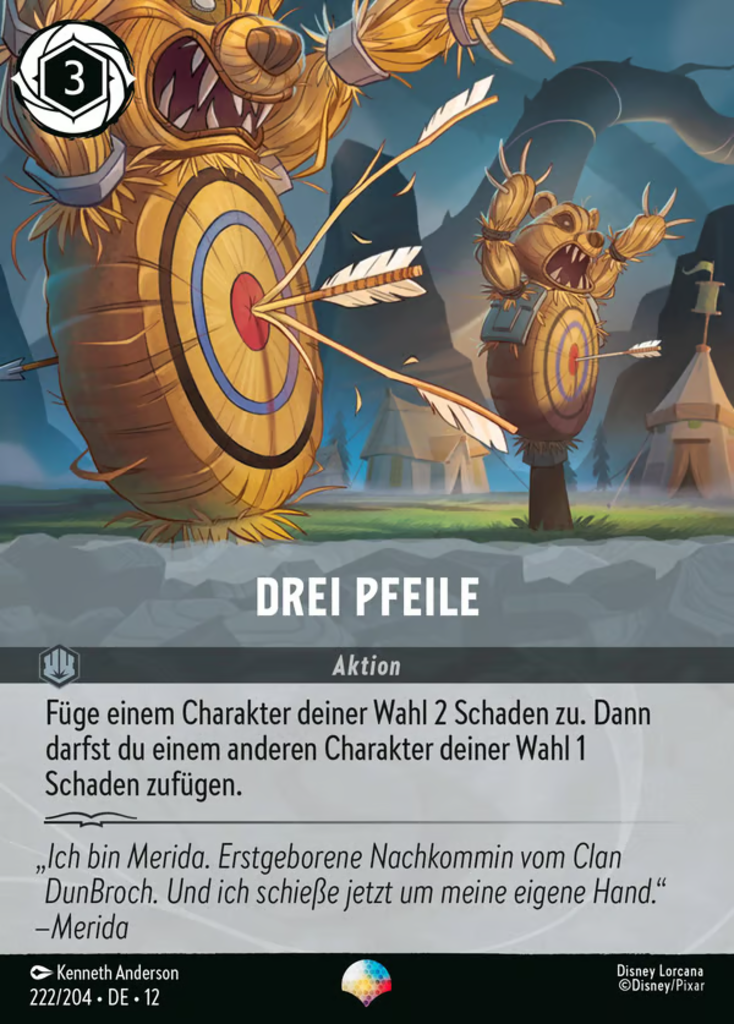 3
DREI PFEILE
Aktion
Füge einem Charakter deiner Wahl 2 Schaden zu. Dann
darfst du einem anderen Charakter deiner Wahl 1
Schaden zufügen.
„Ich bin Merida. Erstgeborene Nachkommin vom Clan
DunBroch. Und ich schieße jetzt um meine eigene Hand.“
–Merida
Kenneth Anderson
Disney Lorcana
222/204 • DE • 12
©Disney/Pixar